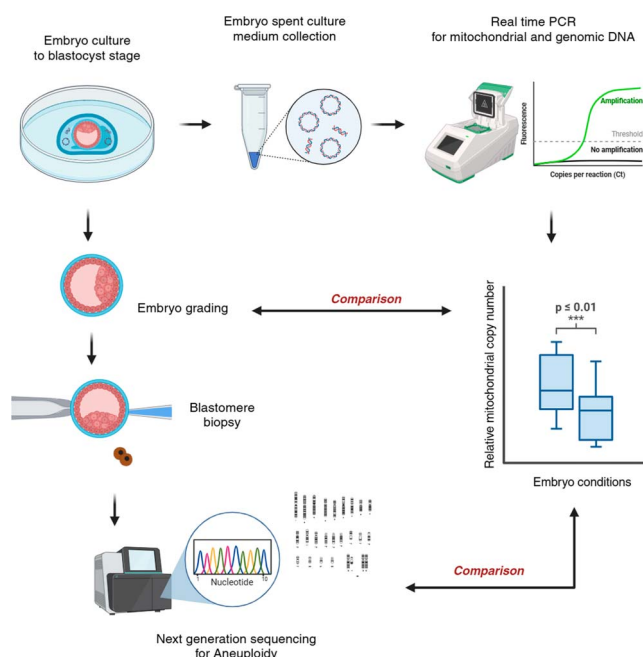 Embryo culture
to blastocyst stage
Embryo spent culture
medium collection
Real time PCR
for mitochondrial and genomic DNA
Fluorescence
Amplification
Threshold
No amplification
Copies per reaction (Ct)
Embryo grading
Comparison
Relative mitochondrial copy number
p ≤ 0.01
***
Embryo conditions
Blastomere
biopsy
Nucleotide
1
10
Comparison
Next generation sequencing
for Aneuploidy